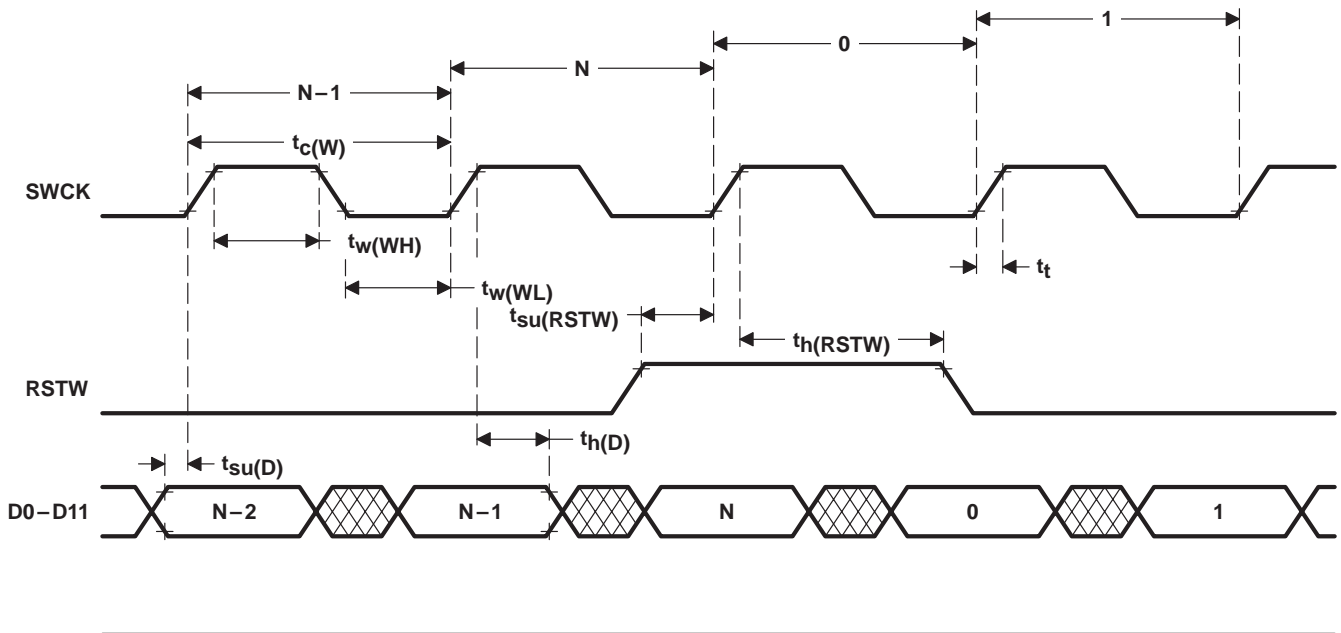 1
0
N
N–1
tc(W)
SWCK
tw(WH)
tt
tw(WL)
tsu(RSTW)
th(RSTW)
RSTW
th(D)
tsu(D)
D0–D11 N–2 N–1 N 0 1